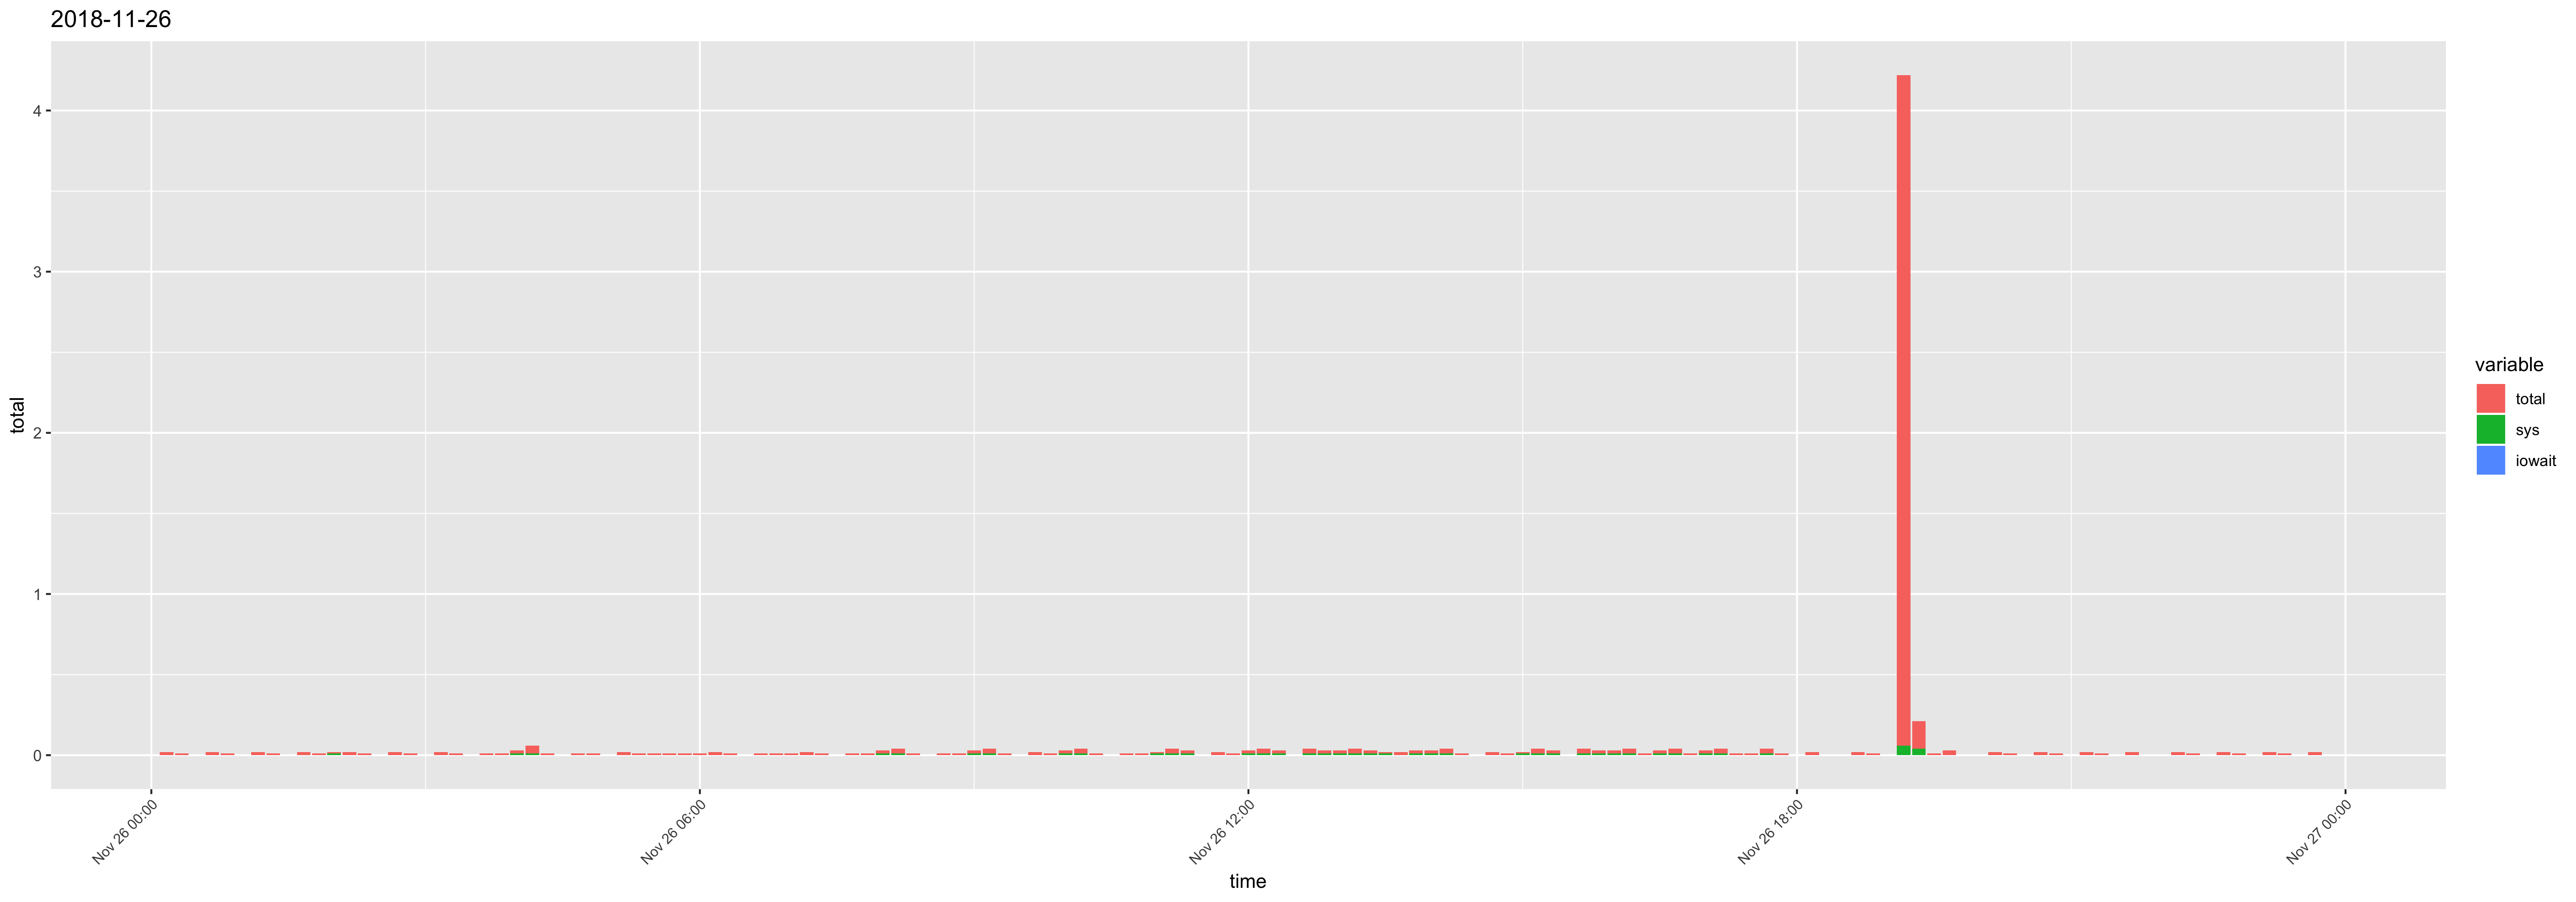 2018-11-26
total
4
3
2
1
0
Nov 26 00:00
Nov 26 06:00
Nov 26 12:00
Nov 26 18:00
Nov 27 00:00
time
variable
total
sys
iowait